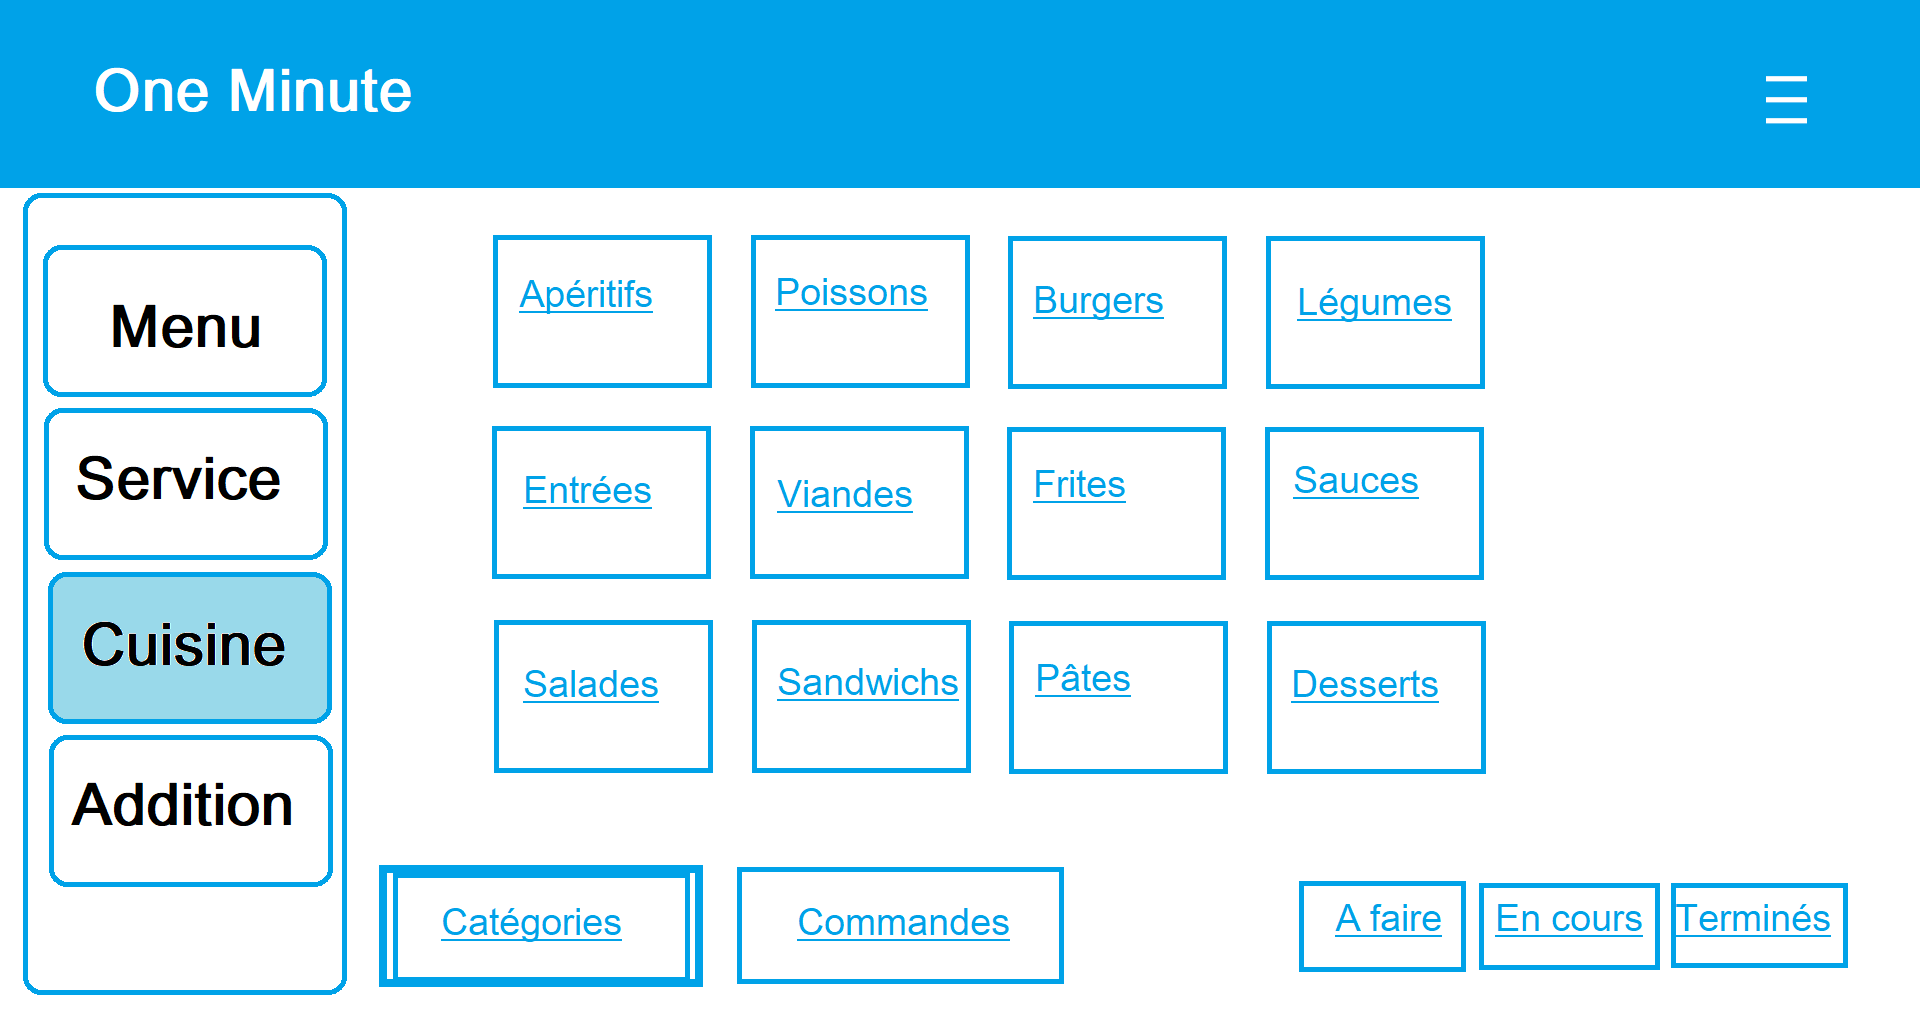 One Minute
Menu
Service
Cuisine
Addition
Apéritifs
Poissons
Burgers
Légumes
Entrées
Viandes
Frites
Sauces
Salades
Sandwichs
Pâtes
Desserts
Catégories
Commandes
A faire
En cours
Terminés